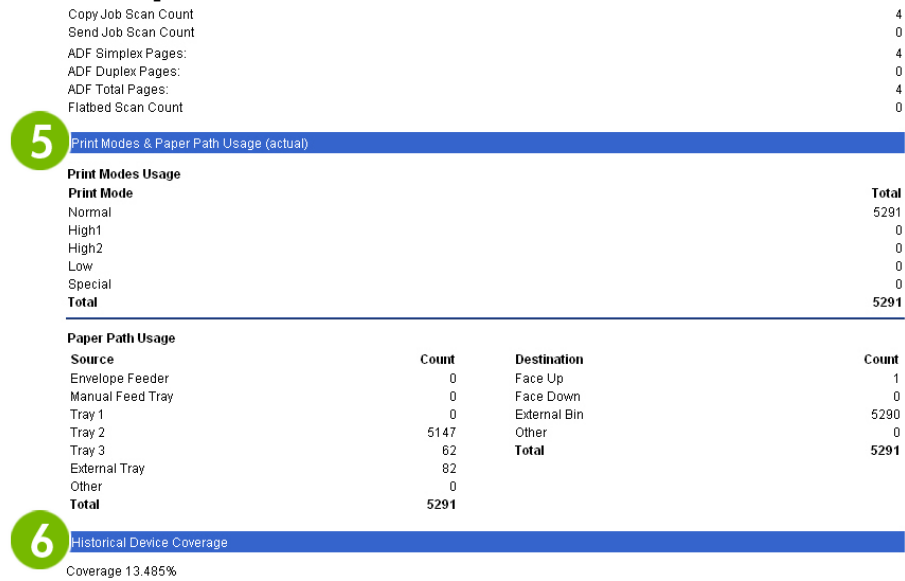 Copy Job Scan Count 4
Send Job Scan Count 0
ADF Simplex Pages: 4
ADF Duplex Pages: 0
ADF Total Pages: 4
Flatbed Scan Count 0
5 Print Modes & Paper Path Usage (actual)
Print Modes Usage
Print Mode Total
Normal 5291
High1 0
High2 0
Low 0
Special 0
Total 5291
Paper Path Usage
Source Count Destination Count
Envelope Feeder 0 Face Up 1
Manual Feed Tray 0 Face Down 0
Tray 1 0 External Bin 5290
Tray 2 5147 Other 0
Tray 3 62 Total 5291
External Tray 82
Other 0
Total 5291
6 Historical Device Coverage
Coverage 13.485%